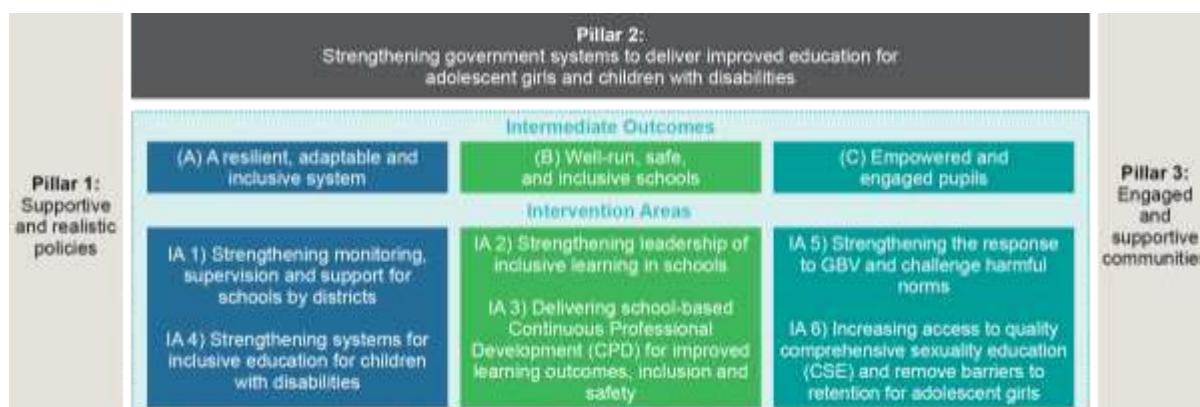 Pillar 1:
Supportive
and realistic
policies
Pillar 2:
Strengthening government systems to deliver improved education for
adolescent girls and children with disabilities
Intermediate Outcomes
(A) A resilient, adaptable and
inclusive system
(B) Well-run, safe,
and inclusive schools
(C) Empowered and
engaged pupils
Intervention Areas
IA 1) Strengthening monitoring,
supervision and support for
schools by districts
IA 4) Strengthening systems for
inclusive education for children
with disabilities
IA 2) Strengthening leadership of
inclusive learning in schools
IA 3) Delivering school-based
Continuous Professional
Development (CPD) for improved
learning outcomes, inclusion and
safety
IA 5) Strengthening the response
to GBV and challenge harmful
norms
IA 6) Increasing access to quality
comprehensive sexuality education
(CSE) and remove barriers to
retention for adolescent girls
Pillar 3:
Engaged
and
supportive
communitie